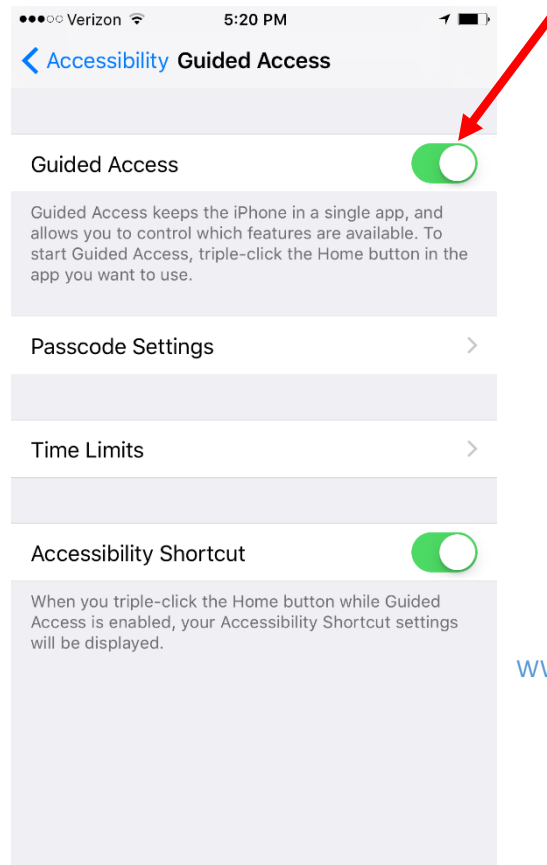 Verizon 5:20 PM
Accessibility Guided Access
Guided Access
Guided Access keeps the iPhone in a single app, and
allows you to control which features are available. To
start Guided Access, triple-click the Home button in the
app you want to use.
Passcode Settings
Time Limits
Accessibility Shortcut
When you triple-click the Home button while Guided
Access is enabled, your Accessibility Shortcut settings
will be displayed.